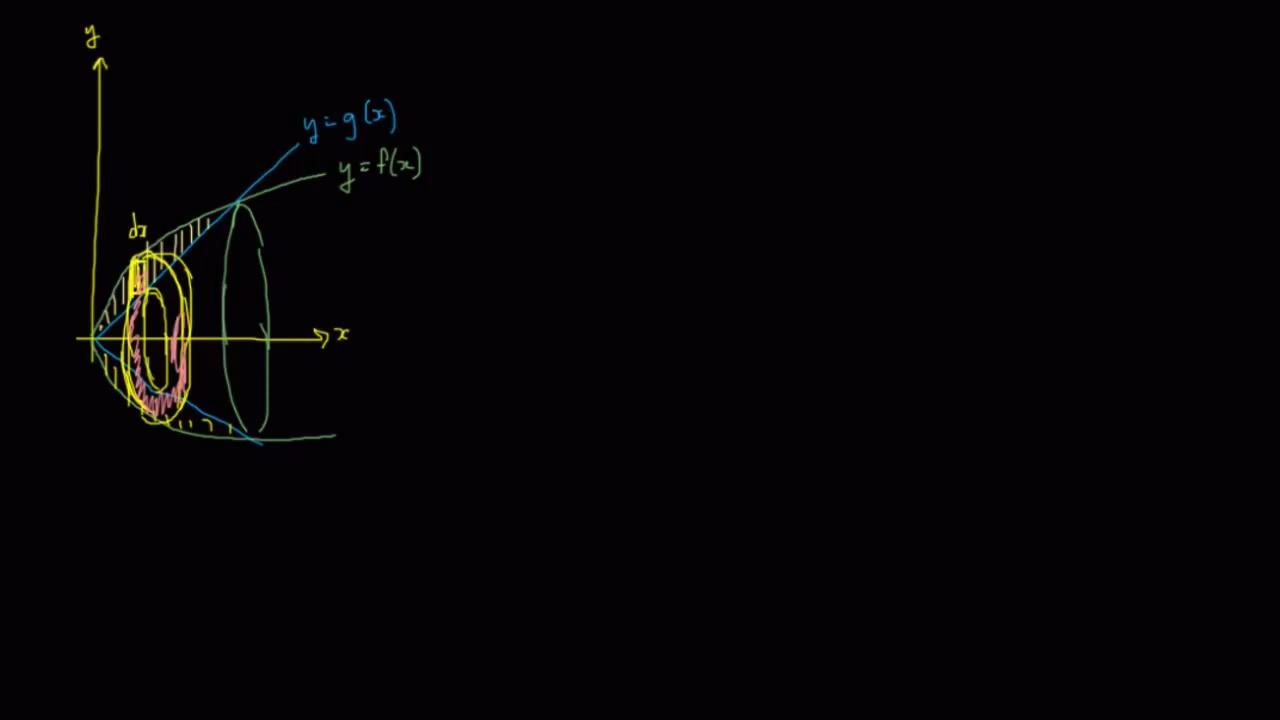 y
y = g(x)
y = f(x)
dx
x